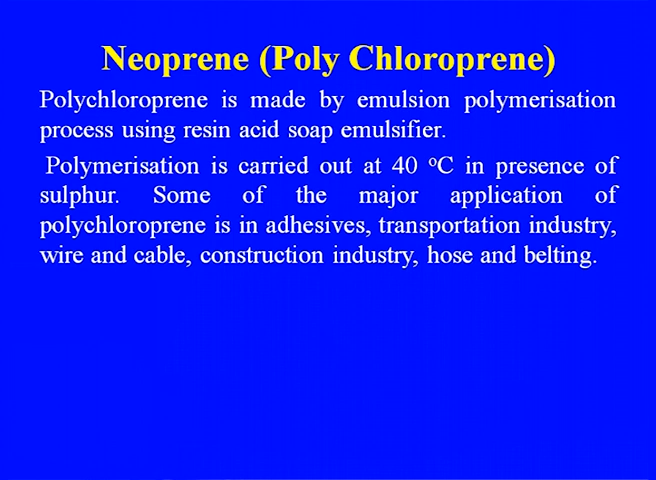 Neoprene (Poly Chloroprene)
Polychloroprene is made by emulsion polymerisation
process using resin acid soap emulsifier.
Polymerisation is carried out at 40 °C in presence of
sulphur. Some of the major application of
polychloroprene is in adhesives, transportation industry,
wire and cable, construction industry, hose and belting.